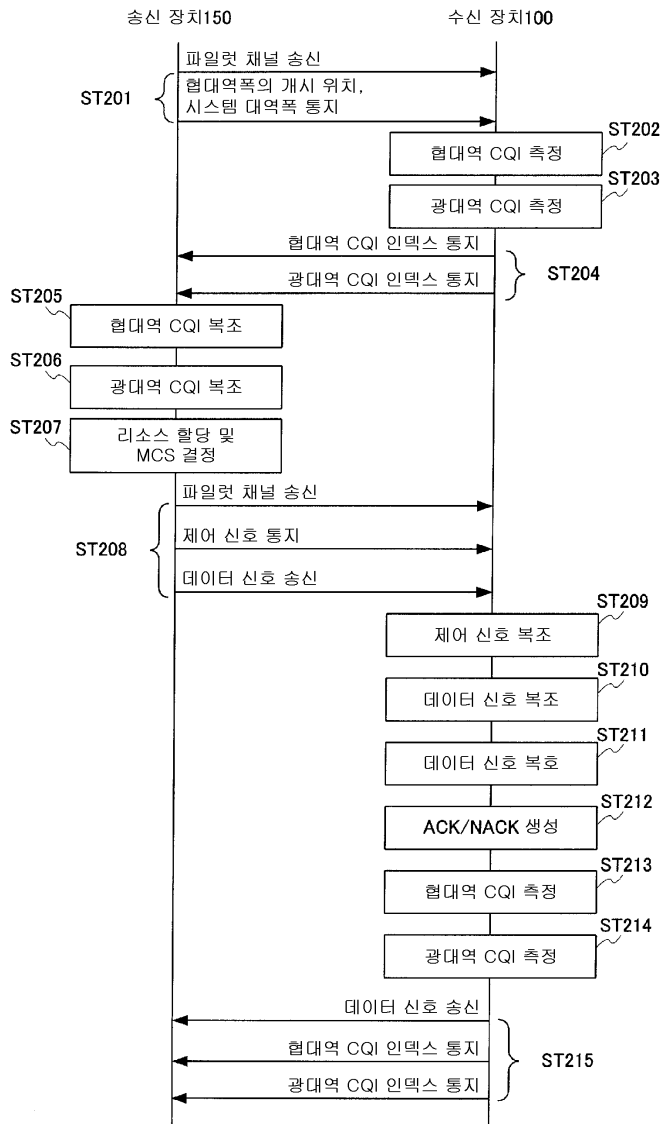 송신 장치150
수신 장치100
파일럿 채널 송신
ST201
협대역폭의 개시 위치,
시스템 대역폭 통지
ST202
협대역 CQI 측정
ST203
광대역 CQI 측정
협대역 CQI 인덱스 통지
ST204
광대역 CQI 인덱스 통지
ST205
협대역 CQI 복조
ST206
광대역 CQI 복조
ST207
리소스 할당 및
MCS 결정
파일럿 채널 송신
ST208
제어 신호 통지
데이터 신호 송신
ST209
제어 신호 복조
ST210
데이터 신호 복조
ST211
데이터 신호 복호
ST212
ACK/NACK 생성
ST213
협대역 CQI 측정
ST214
광대역 CQI 측정
데이터 신호 송신
협대역 CQI 인덱스 통지
ST215
광대역 CQI 인덱스 통지